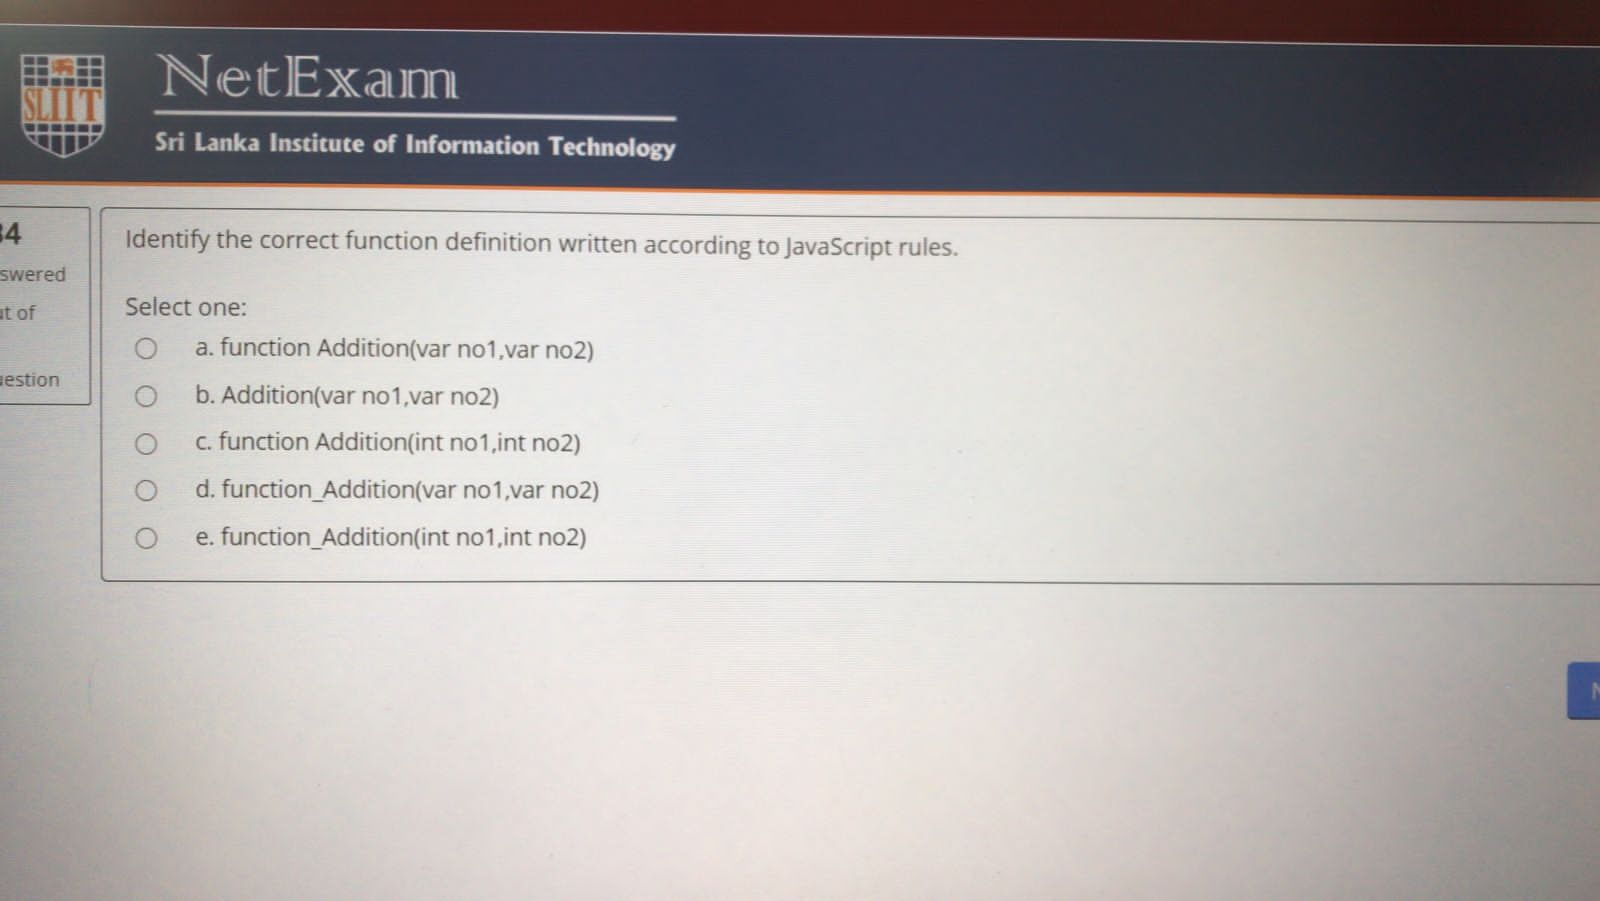 SLIIT
NetExam
Sri Lanka Institute of Information Technology
34
swered
ut of
uestion
Identify the correct function definition written according to JavaScript rules.
Select one:
a. function Addition(var no1,var no2)
b. Addition(var no1,var no2)
c. function Addition(int no1,int no2)
d. function_Addition(var no1,var no2)
e. function_Addition(int no1,int no2)
N